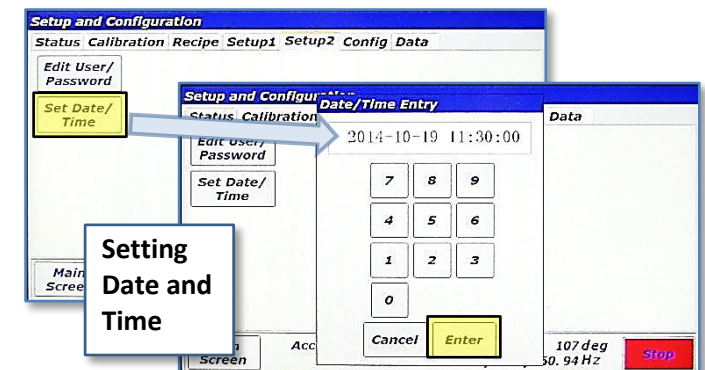 Setup and Configuration
Status Calibration Recipe Setup1 Setup2 Config Data
Edit User/
Password
Set Date/
Time
Main
Setup and
Date/Time Entry
Status Calibration
Data
2014-10-19 11:30:00
Edit User/
Password
Set Date/
Time
7 8 9
4 5 6
1 2 3
0
Cancel Enter
Setting
Date and
Time
Screen
107 deg
50.94 HZ
Stop